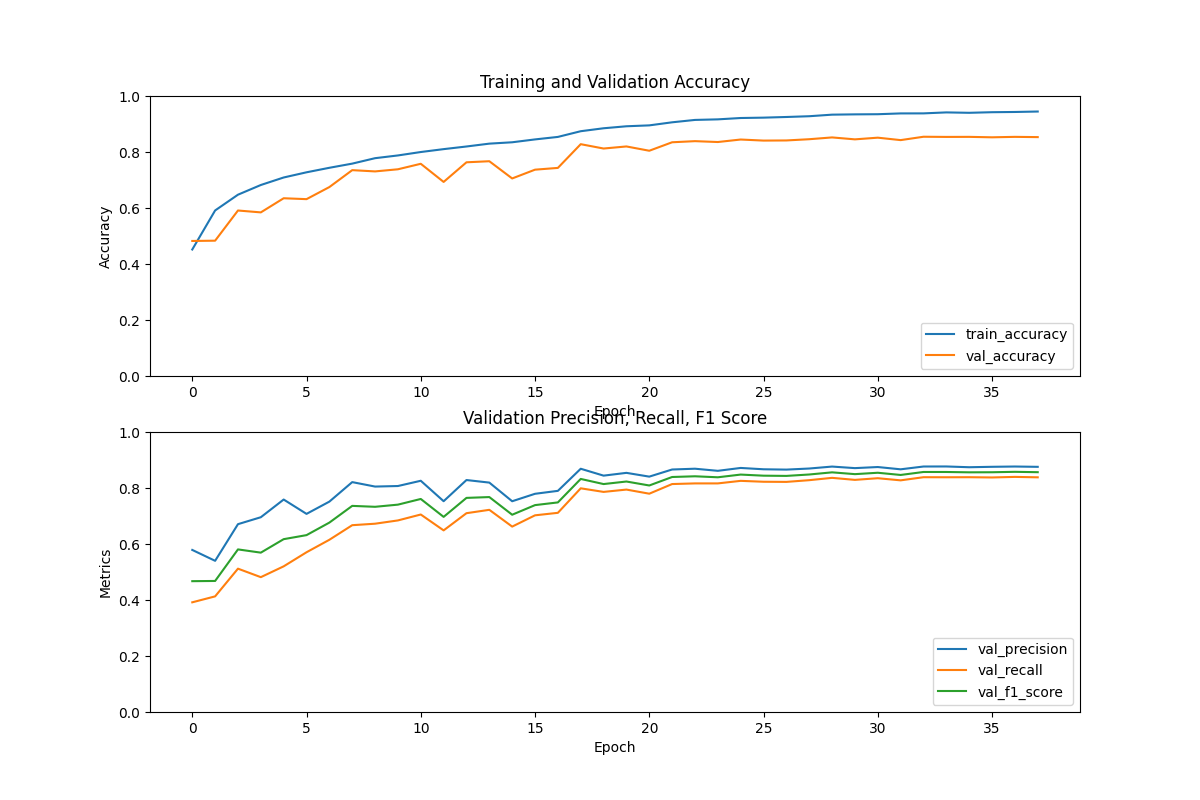 Training and Validation Accuracy
1.0
0.8
0.6
0.4
0.2
0.0
Accuracy
train_accuracy
val_accuracy
0 5 10 15 20 25 30 35
Epoch
Validation Precision, Recall, F1 Score
1.0
0.8
0.6
0.4
0.2
0.0
Metrics
val_precision
val_recall
val_f1_score
0 5 10 15 20 25 30 35
Epoch